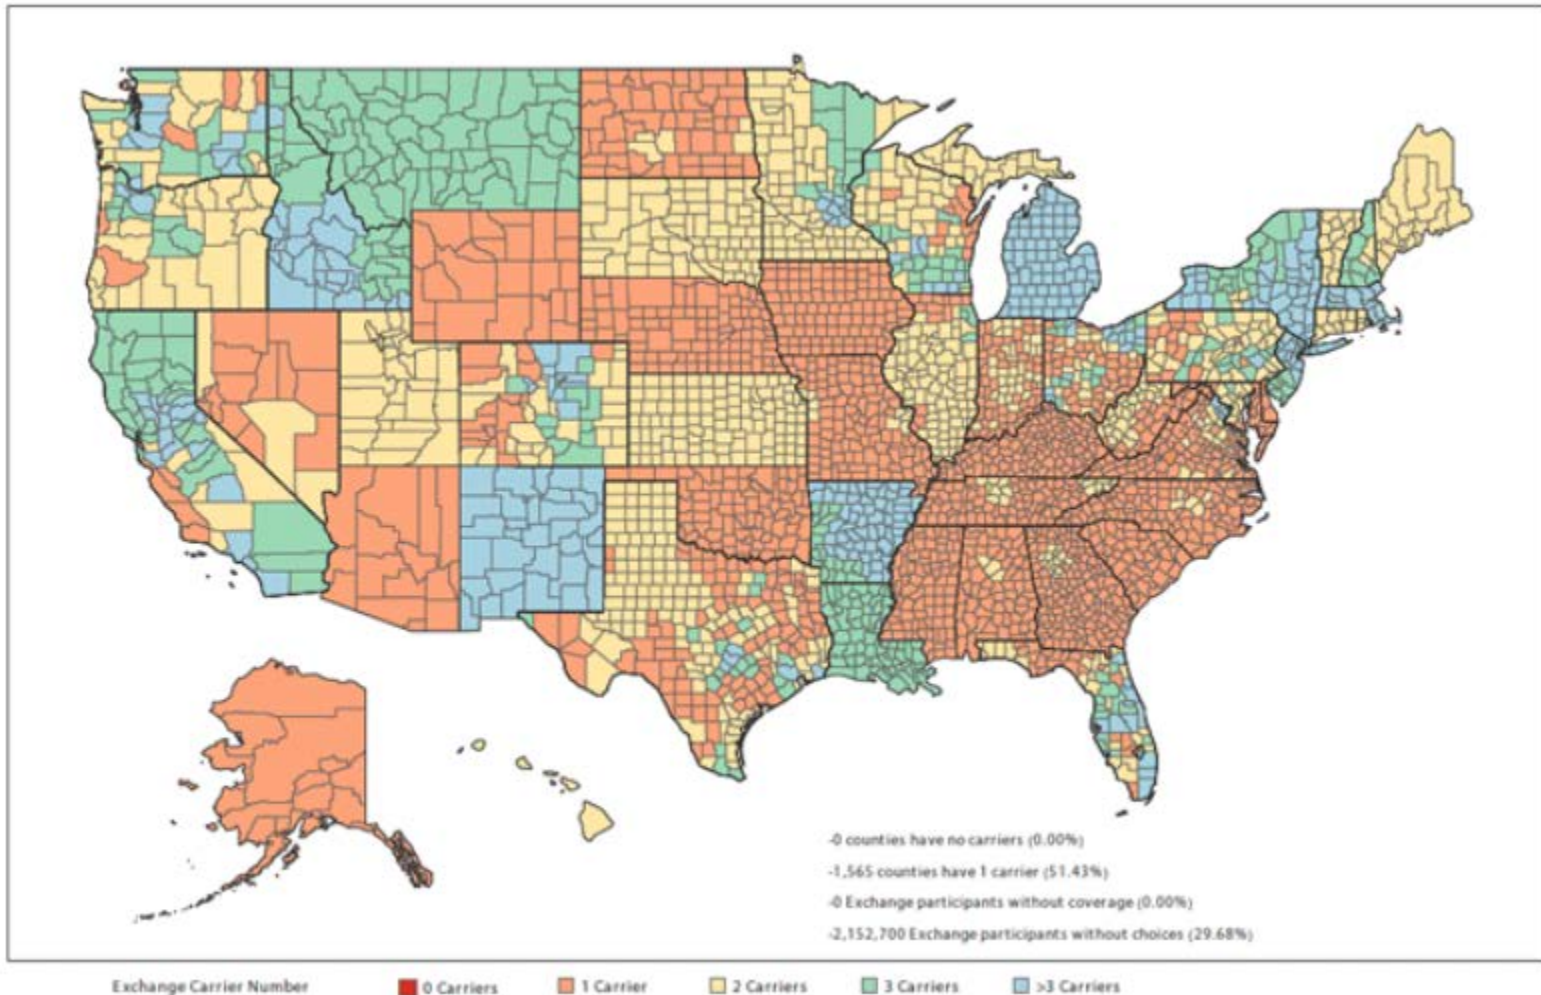 -0 counties have no carriers (0.00%)
-1,565 counties have 1 carrier (51.43%)
-0 Exchange participants without coverage (0.00%)
-2,152,700 Exchange participants without choices (29.68%)
Exchange Carrier Number 0 Carriers 1 Carrier 2 Carriers 3 Carriers >3 Carriers